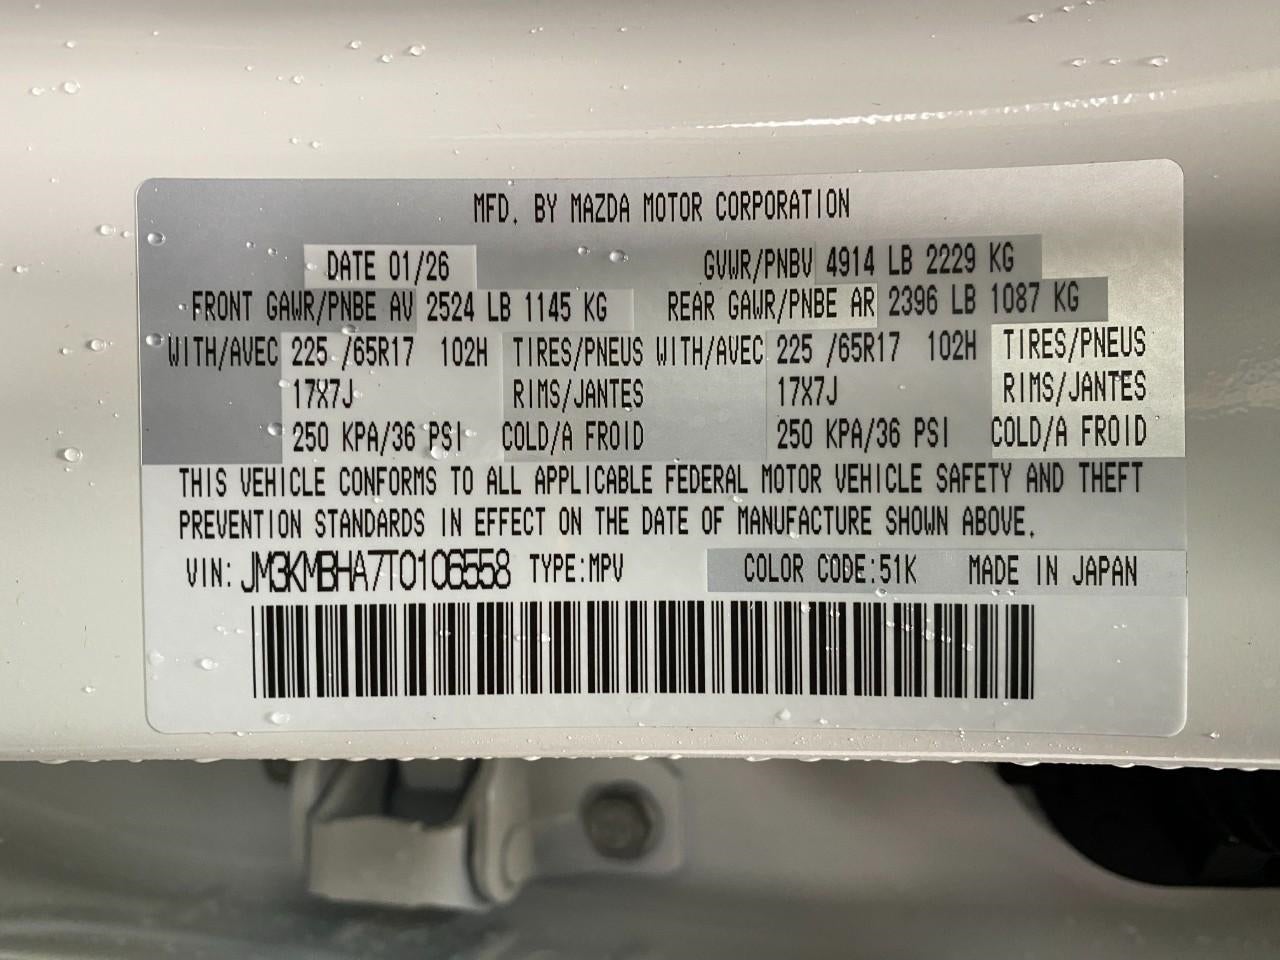 MFD. BY MAZDA MOTOR CORPORATION
DATE 01/26 GVWR/PNBV 4914 LB 2229 KG
FRONT GAWR/PNBE AV 2524 LB 1145 KG REAR GAWR/PNBE AR 2396 LB 1087 KG
WITH/AVEC 225 /65R17 102H TIRES/PNEUS WITH/AVEC 225 /65R17 102H TIRES/PNEUS
17X7J RIMS/JANTES 17X7J RIMS/JANTES
250 KPA/36 PSI COLD/A FROID 250 KPA/36 PSI COLD/A FROID
THIS VEHICLE CONFORMS TO ALL APPLICABLE FEDERAL MOTOR VEHICLE SAFETY AND THEFT
PREVENTION STANDARDS IN EFFECT ON THE DATE OF MANUFACTURE SHOWN ABOVE.
VIN: JM3KMBHA7T0106558 TYPE:MPV COLOR CODE:51K MADE IN JAPAN